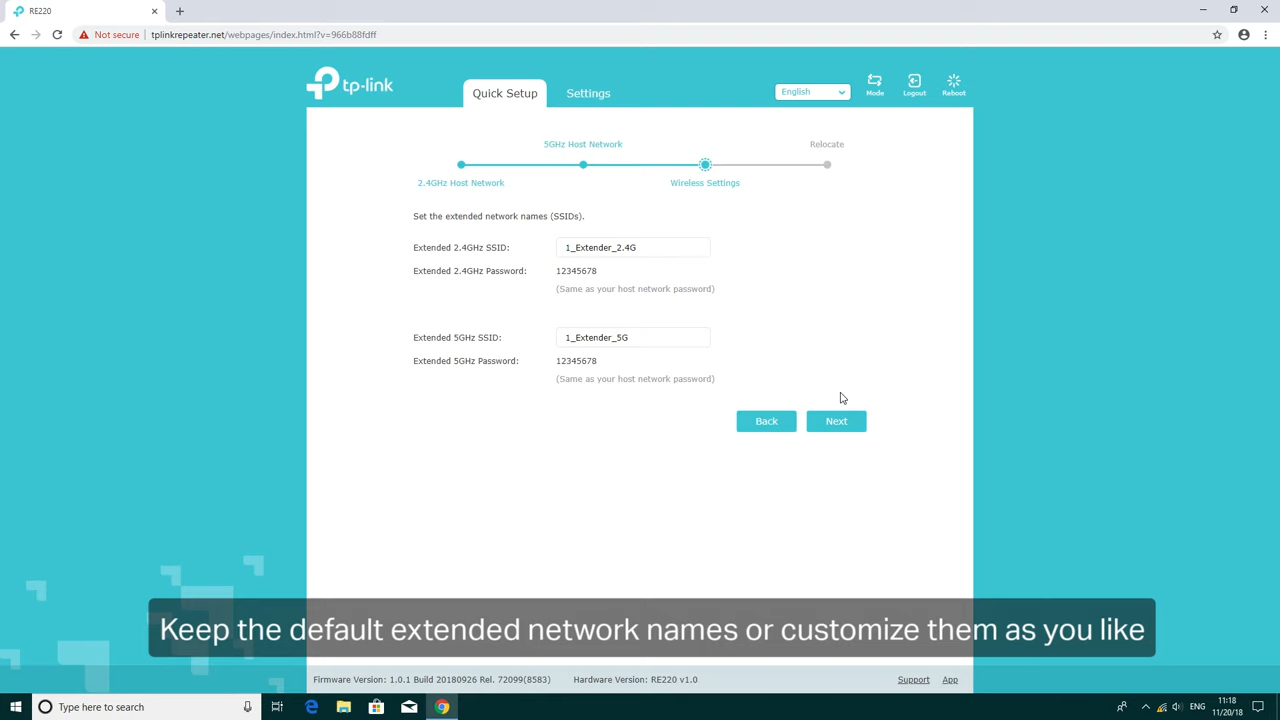 RE220
Not secure
tplinkrepeater.net/webpages/index.html?v=966b88fdff
tp-link
Quick Setup
Settings
English
Mode
Logout
Reboot
5GHz Host Network
Relocate
2.4GHz Host Network
Wireless Settings
Set the extended network names (SSIDs).
Extended 2.4GHz SSID:
1_Extender_2.4G
Extended 2.4GHz Password:
12345678
(Same as your host network password)
Extended 5GHz SSID:
1_Extender_5G
Extended 5GHz Password:
12345678
(Same as your host network password)
Back
Next
Keep the default extended network names or customize them as you like
Firmware Version: 1.0.1 Build 20180926 Rel. 72099(8583)
Hardware Version: RE220 v1.0
Support
App
Type here to search
ENG
11:18
11/20/18